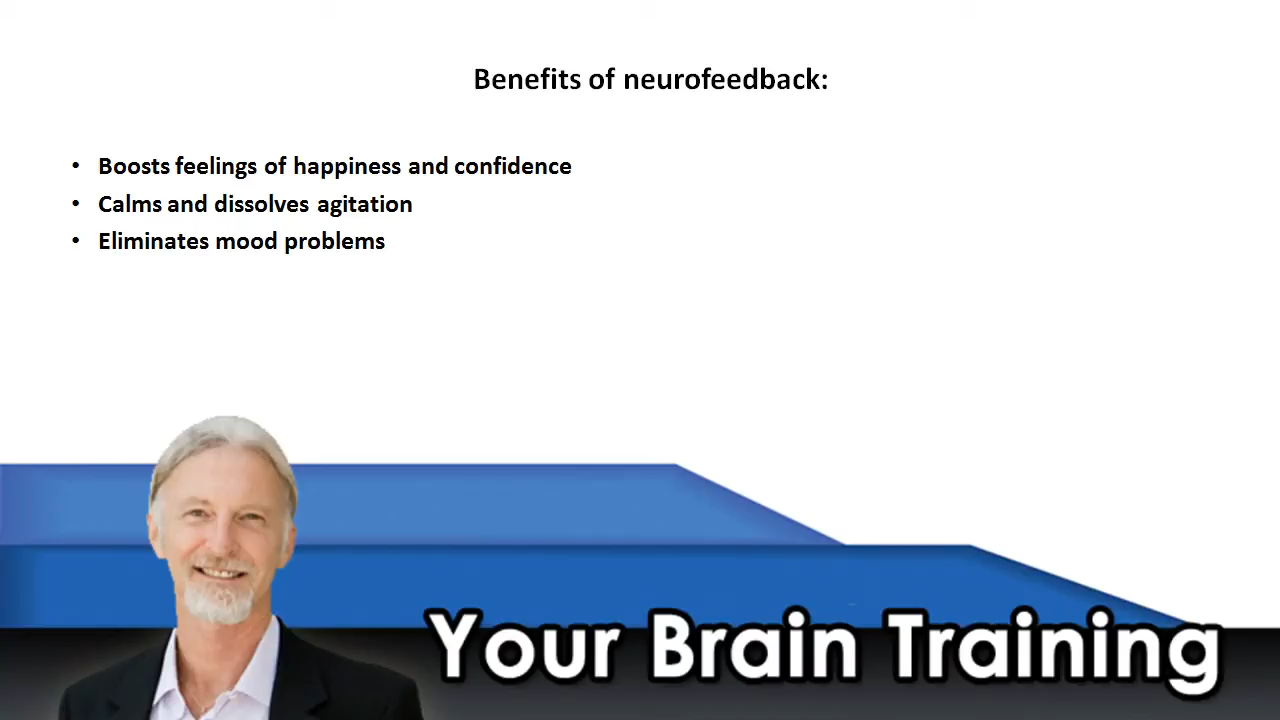 Benefits of neurofeedback:
• Boosts feelings of happiness and confidence
• Calms and dissolves agitation
• Eliminates mood problems
Your Brain Training